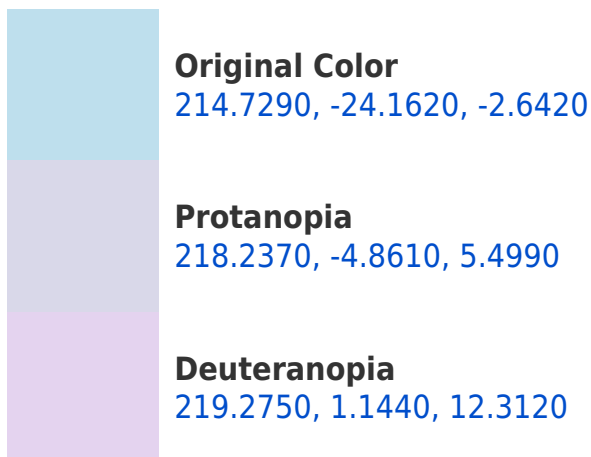 Original Color
214.7290, -24.1620, -2.6420
Protanopia
218.2370, -4.8610, 5.4990
Deuteranopia
219.2750, 1.1440, 12.3120